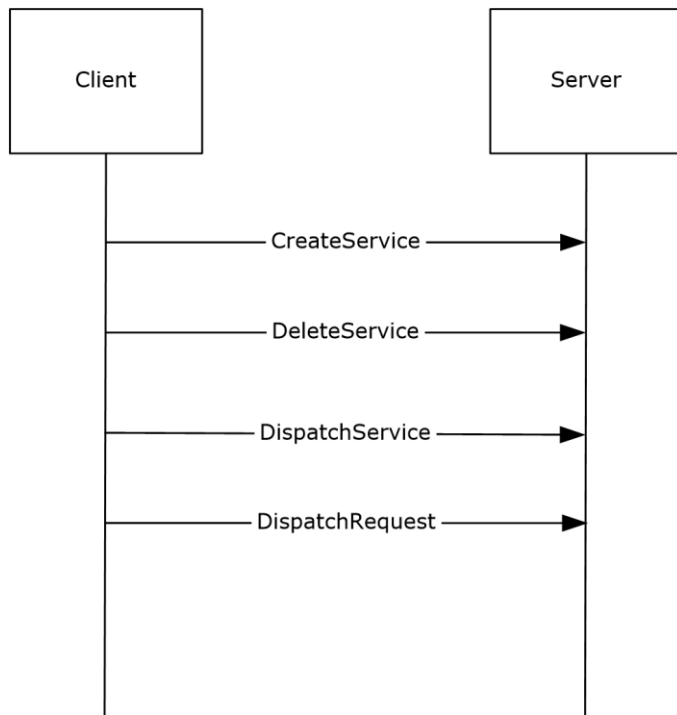 Client
Server
CreateService
DeleteService
DispatchService
DispatchRequest